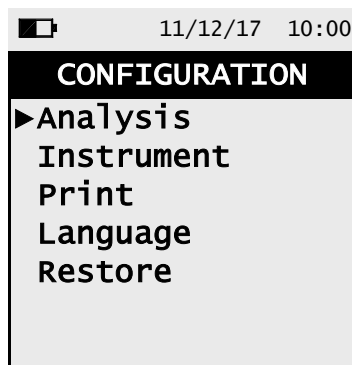 11/12/17 10:00
CONFIGURATION
Analysis
Instrument
Print
Language
Restore